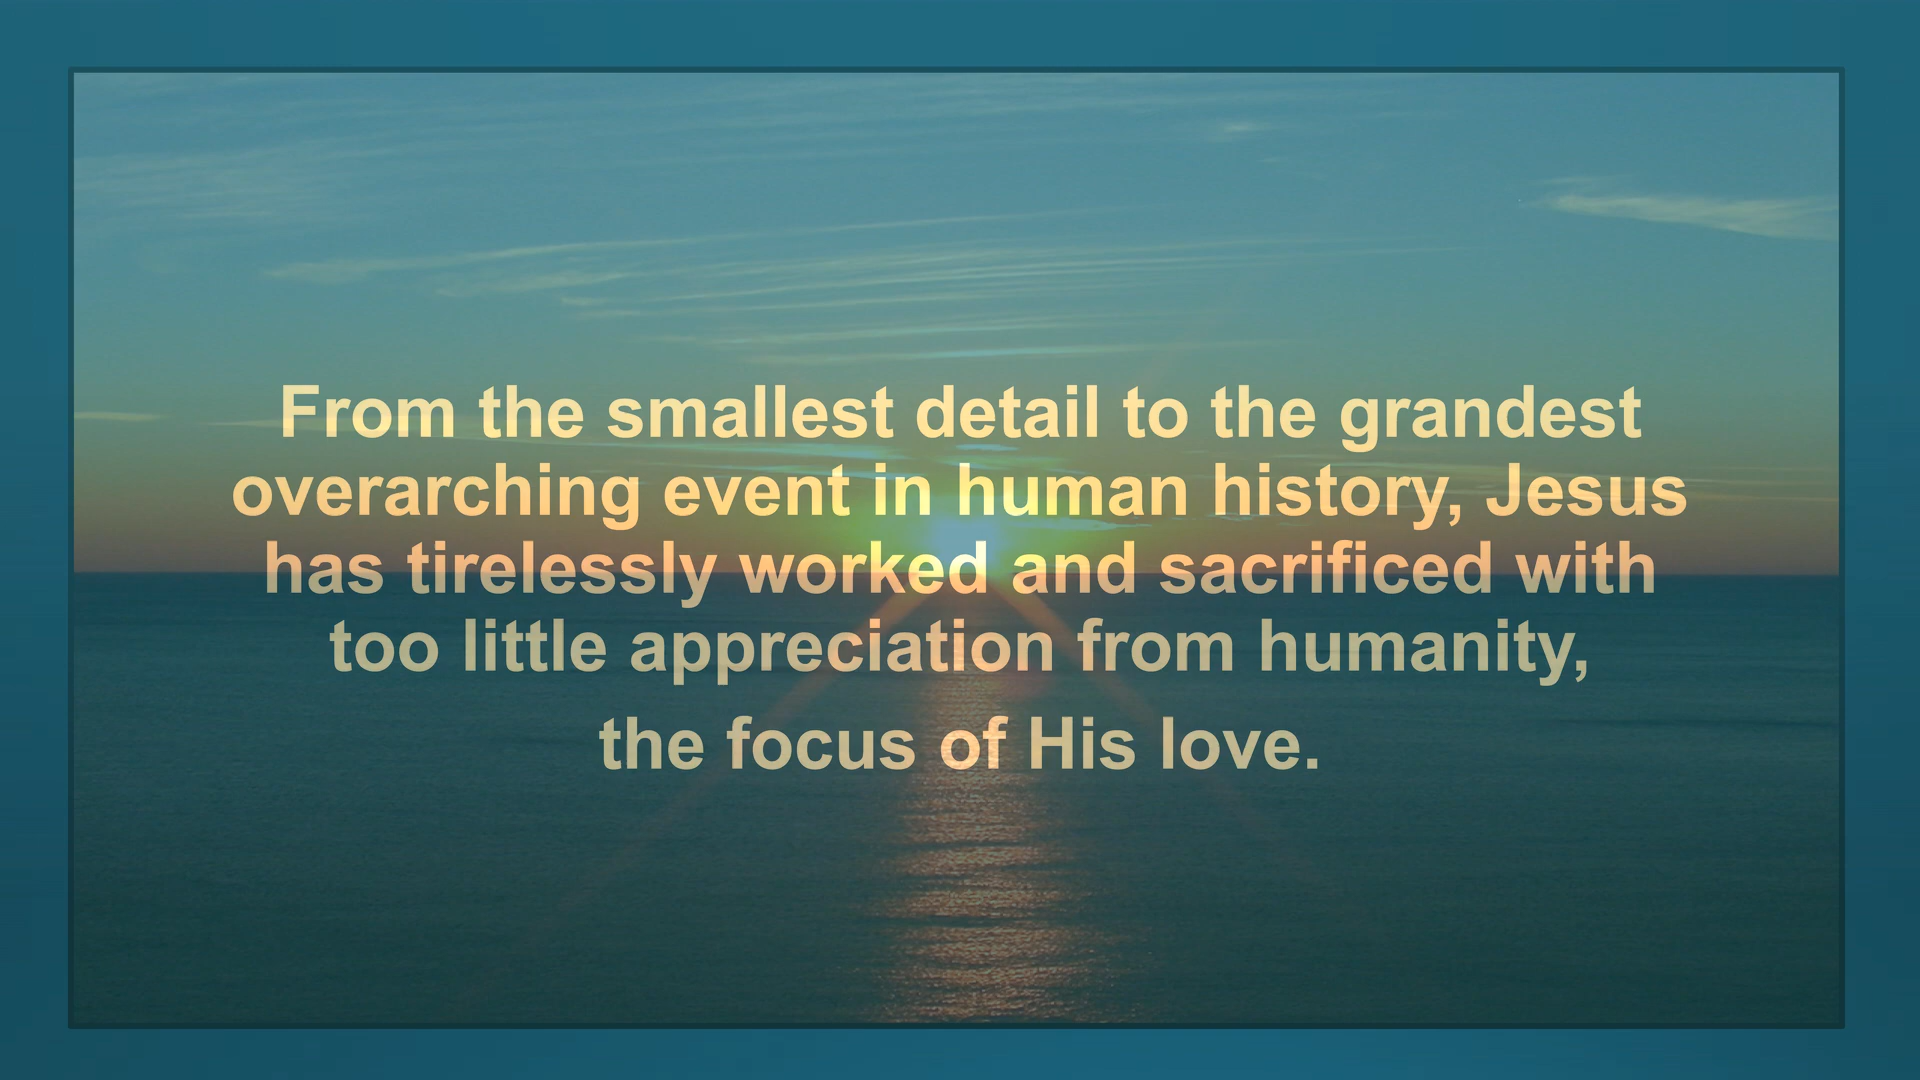 From the smallest detail to the grandest
overarching event in human history, Jesus
has tirelessly worked and sacrificed with
too little appreciation from humanity,
the focus of His love.